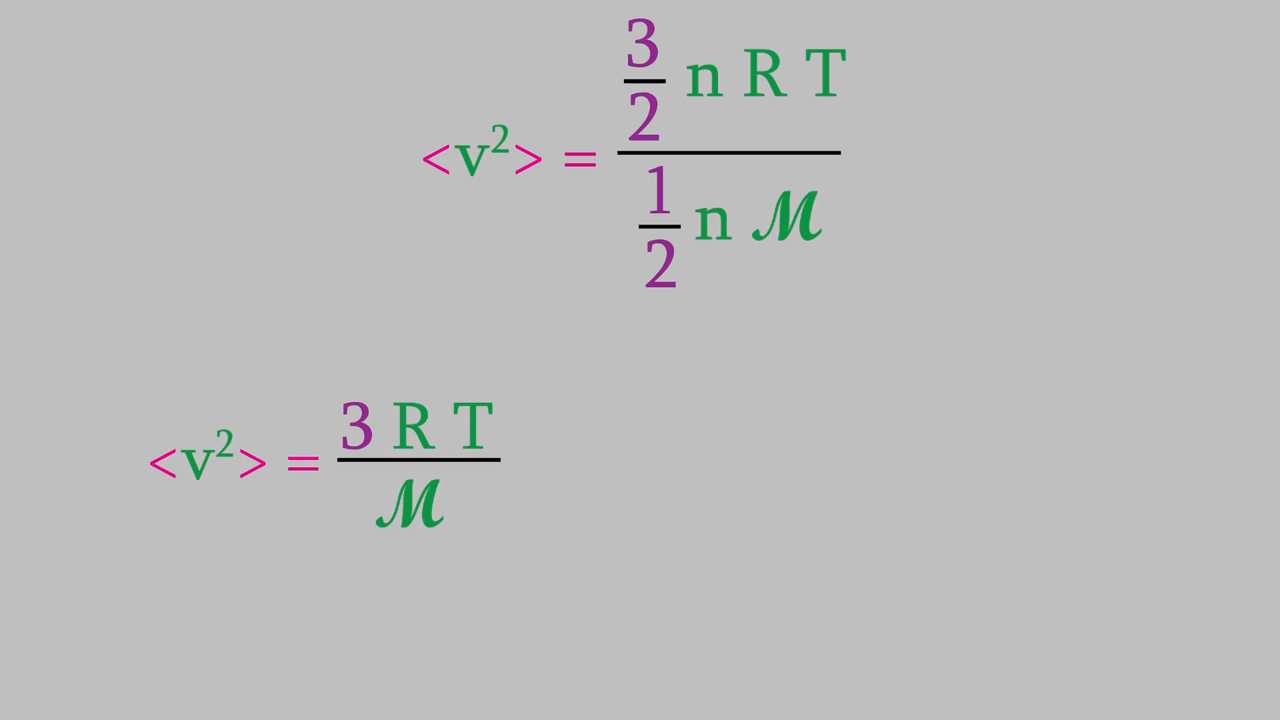 <v²> = (3/2 n R T) / (1/2 n ℳ)
<v²> = (3 R T) / ℳ